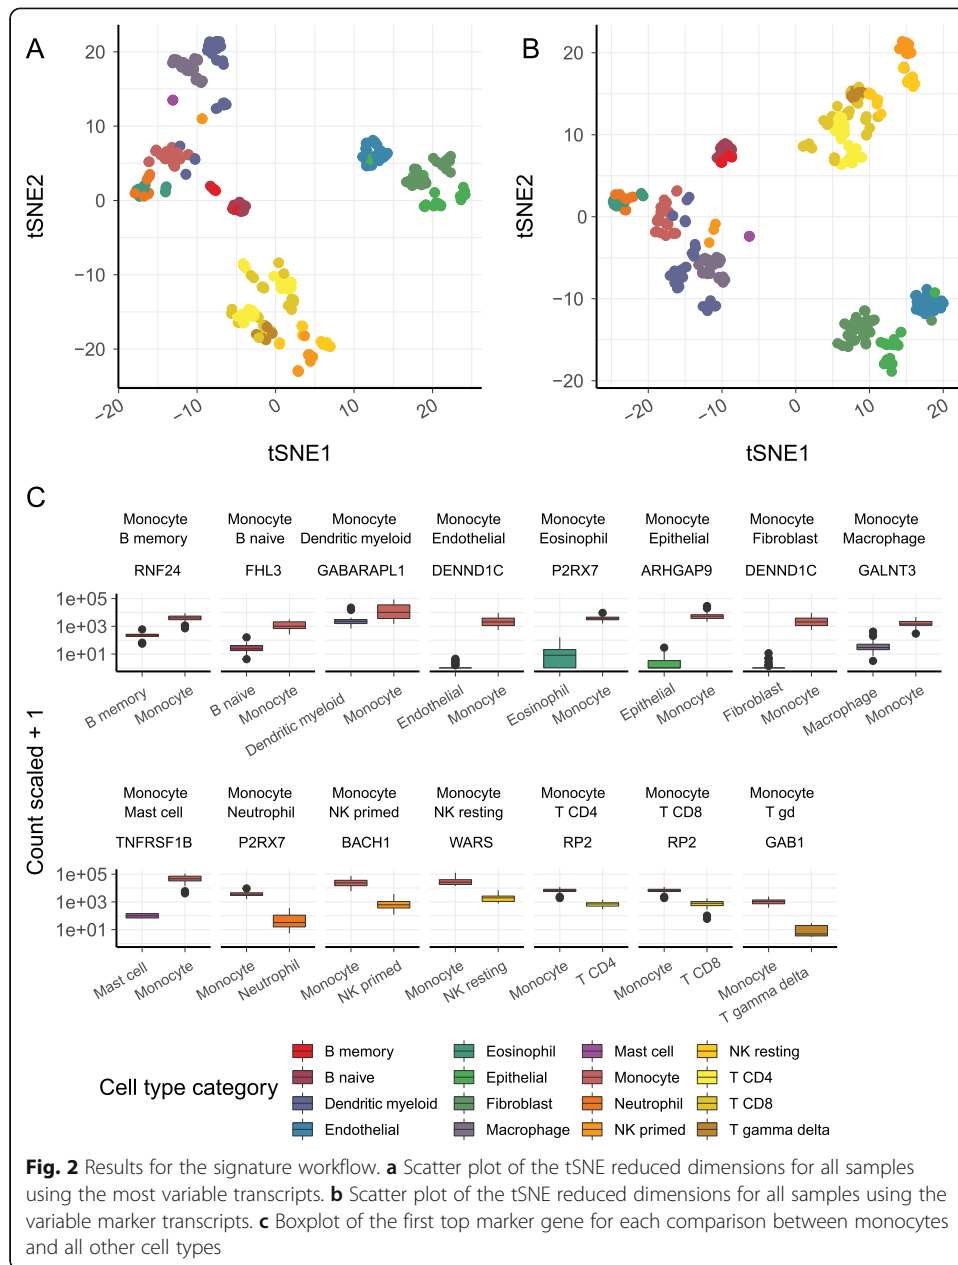 A
B
20
10
0
−10
−20
tSNE2
−20
−10
0
10
20
tSNE1
20
10
0
−10
−20
tSNE2
−20
−10
0
10
20
tSNE1
C
Monocyte Monocyte Monocyte Monocyte Monocyte Monocyte Monocyte Monocyte
B memory B naive Dendritic myeloid Endothelial Eosinophil Epithelial Fibroblast Macrophage
RNF24 FHL3 GABARAPL1 DENND1C P2RX7 ARHGAP9 DENND1C GALNT3
1e+05
1e+03
1e+01
B memory Monocyte B naive Monocyte Dendritic myeloid Monocyte Endothelial Monocyte Eosinophil Monocyte Epithelial Monocyte Fibroblast Monocyte Macrophage Monocyte
Count scaled + 1
Monocyte Monocyte Monocyte Monocyte Monocyte Monocyte Monocyte
Mast cell Neutrophil NK primed NK resting T CD4 T CD8 T gd
TNFRSF1B P2RX7 BACH1 WARS RP2 RP2 GAB1
1e+05
1e+03
1e+01
Mast cell Monocyte Monocyte Neutrophil Monocyte NK primed Monocyte NK resting Monocyte T CD4 Monocyte T CD8 Monocyte T gamma delta
Cell type category
B memory Eosinophil Mast cell NK resting
B naive Epithelial Monocyte T CD4
Dendritic myeloid Fibroblast Neutrophil T CD8
Endothelial Macrophage NK primed T gamma delta
Fig. 2 Results for the signature workflow. a Scatter plot of the tSNE reduced dimensions for all samples
using the most variable transcripts. b Scatter plot of the tSNE reduced dimensions for all samples using the
variable marker transcripts. c Boxplot of the first top marker gene for each comparison between monocytes
and all other cell types